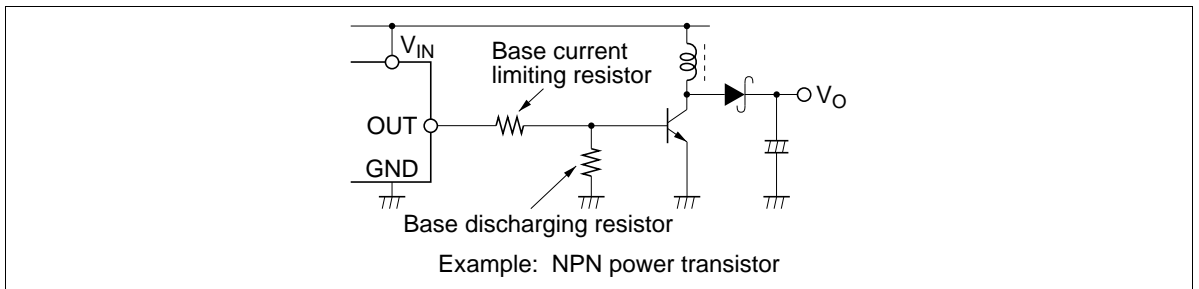 VIN
Base current
limiting resistor
OUT
VO
GND
Base discharging resistor
Example: NPN power transistor